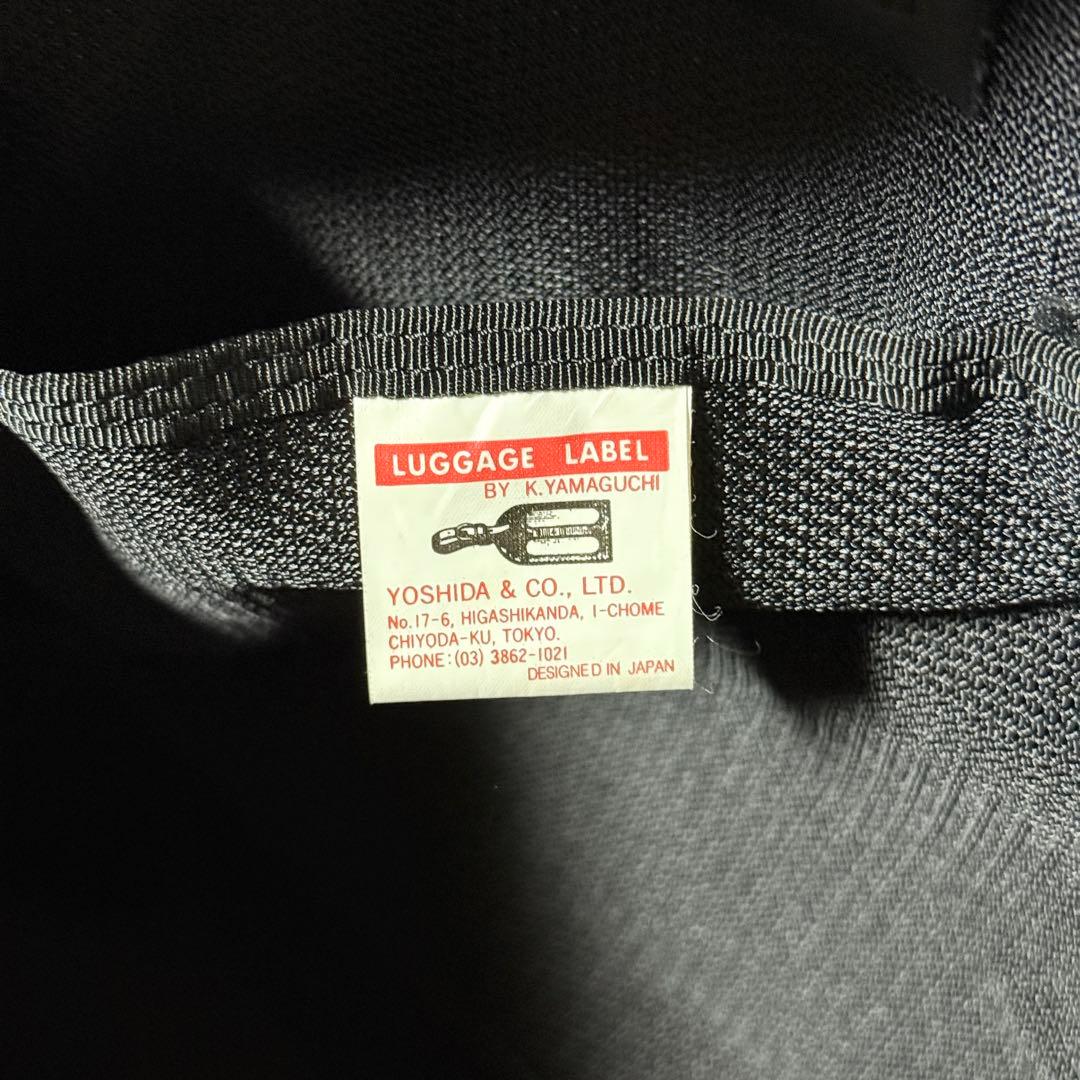 LUGGAGE LABEL
BY K.YAMAGUCHI
YOSHIDA & CO., LTD.
No.17-6, HIGASHIKANDA, 1-CHOME
CHIYODA-KU, TOKYO.
PHONE:(03) 3862-1021
DESIGNED IN JAPAN